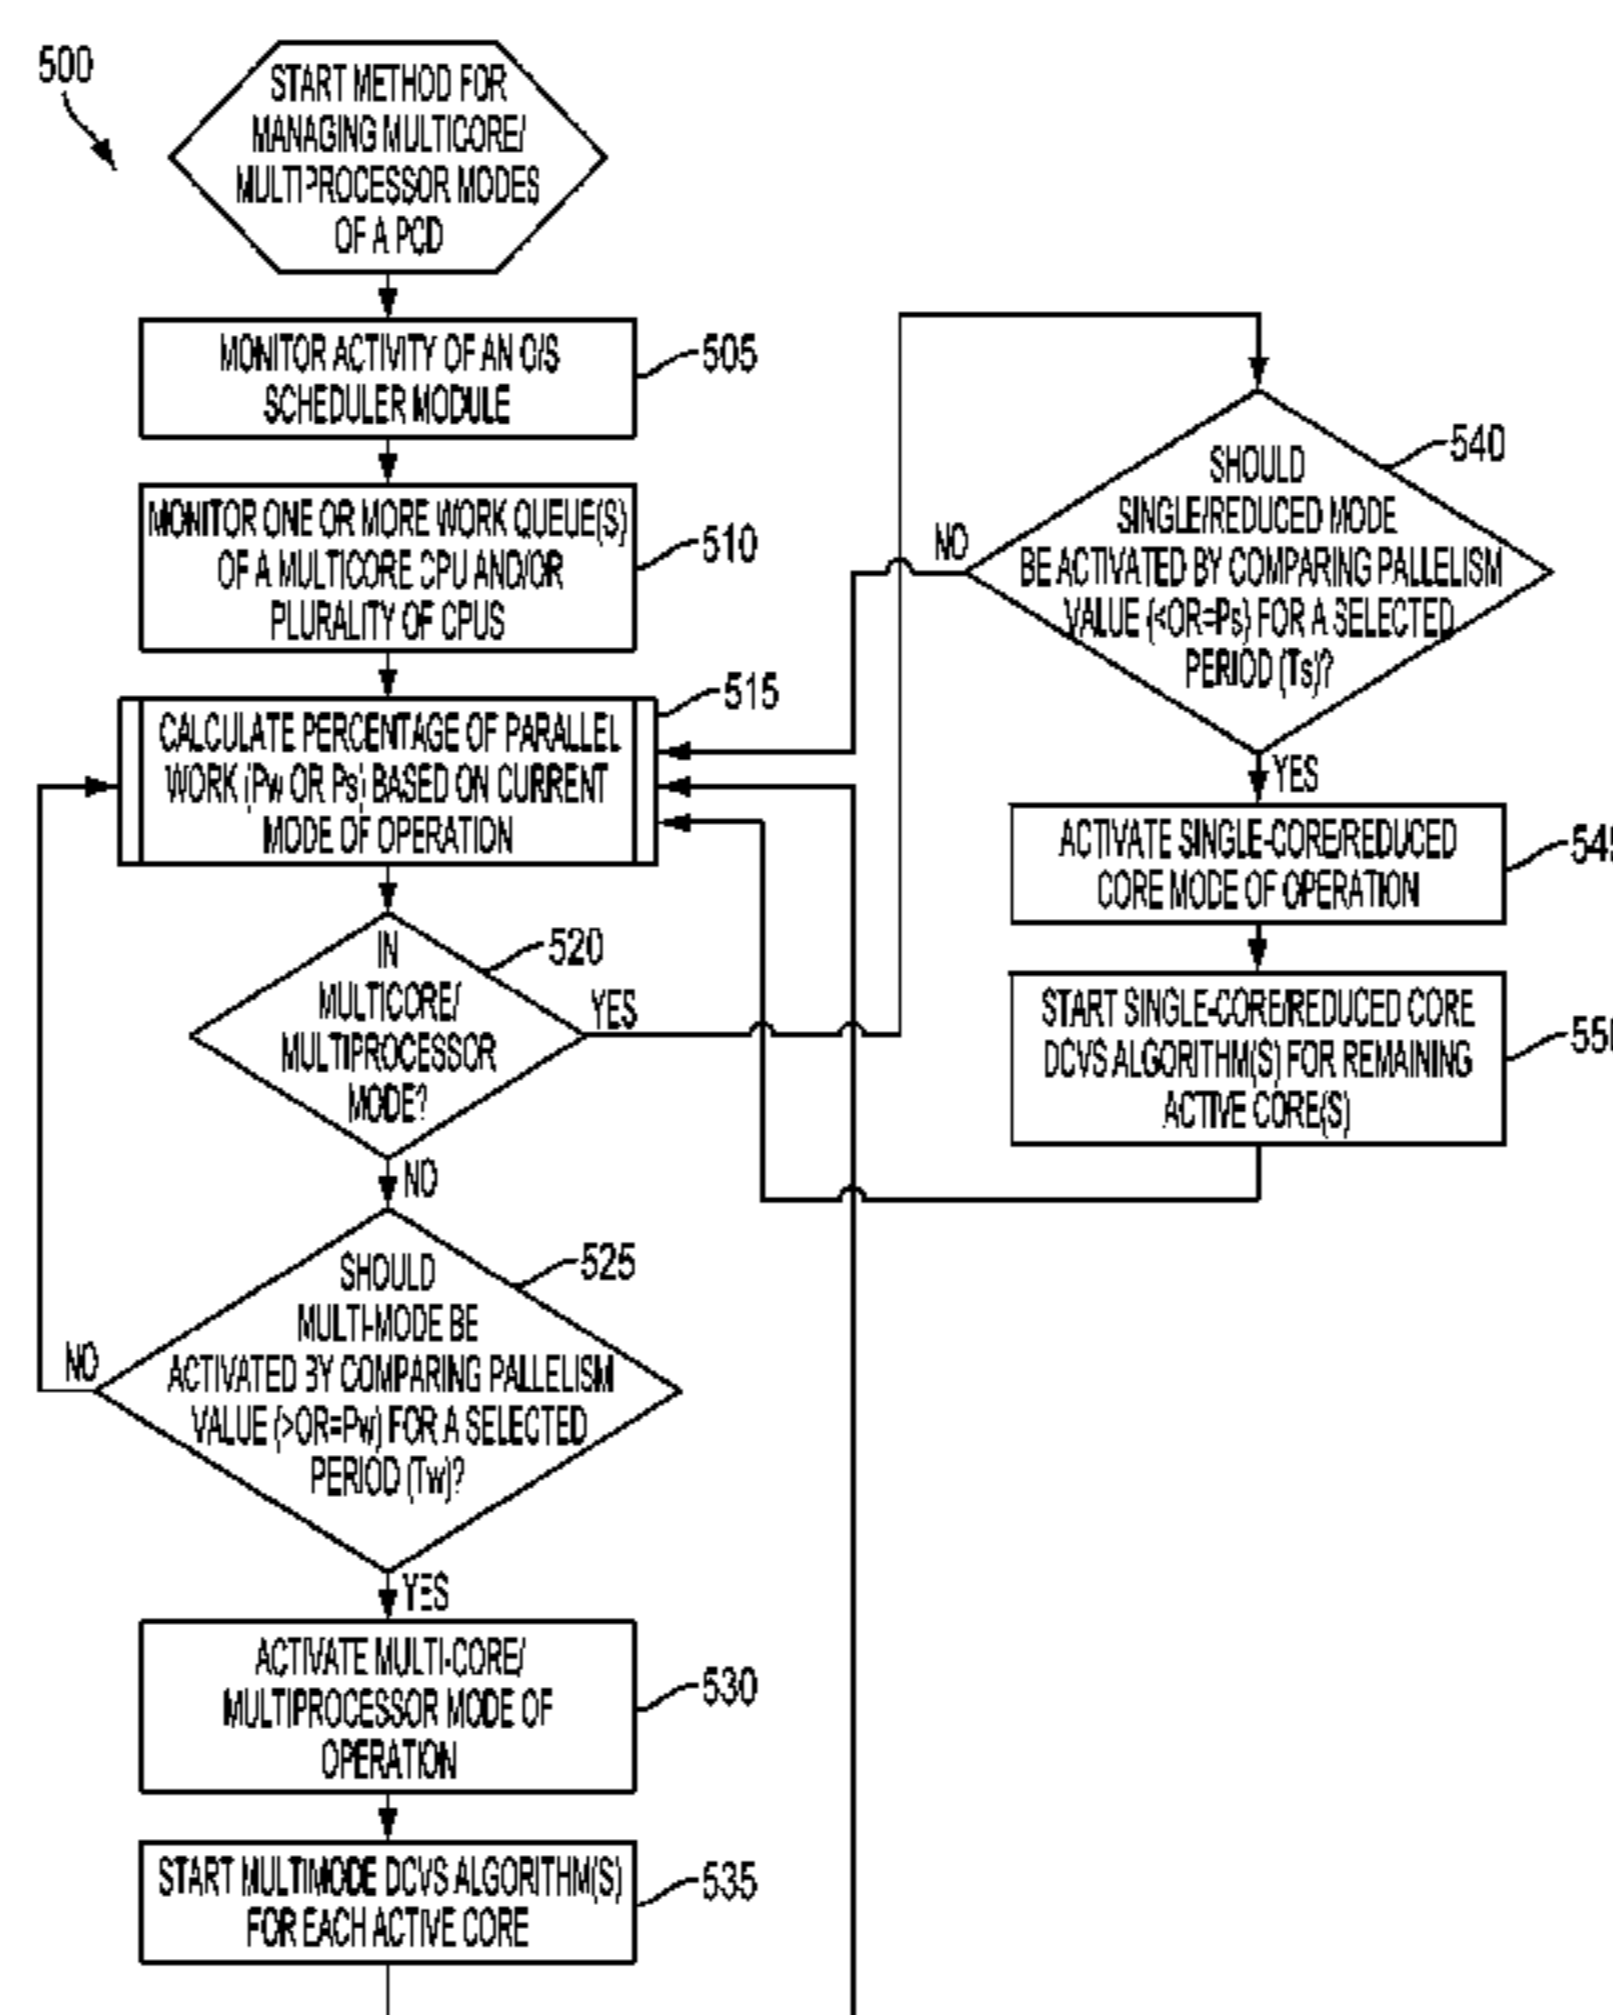 500
START METHOD FOR
MANAGING MULTICORE/
MULTIPROCESSOR MODES
OF A PCD
MONITOR ACTIVITY OF AN O/S
SCHEDULER MODULE
505
MONITOR ONE OR MORE WORK QUEUE(S)
OF A MULTICORE CPU AND/OR
PLURALITY OF CPUS
510
CALCULATE PERCENTAGE OF PARALLEL
WORK (Pw OR Ps) BASED ON CURRENT
MODE OF OPERATION
515
IN
MULTICORE/
MULTIPROCESSOR
MODE?
520
YES
NO
SHOULD
MULTI-MODE BE
ACTIVATED BY COMPARING PALLELISM
VALUE (>OR=Pw) FOR A SELECTED
PERIOD (Tw)?
525
NO
YES
ACTIVATE MULTI-CORE/
MULTIPROCESSOR MODE OF
OPERATION
530
START MULTIMODE DCVS ALGORITHM(S)
FOR EACH ACTIVE CORE
535
SHOULD
SINGLE/REDUCED MODE
BE ACTIVATED BY COMPARING PALLELISM
VALUE (<OR=Ps) FOR A SELECTED
PERIOD (Ts)?
540
NO
YES
ACTIVATE SINGLE-CORE/REDUCED
CORE MODE OF OPERATION
START SINGLE-CORE/REDUCED CORE
DCVS ALGORITHM(S) FOR REMAINING
ACTIVE CORE(S)